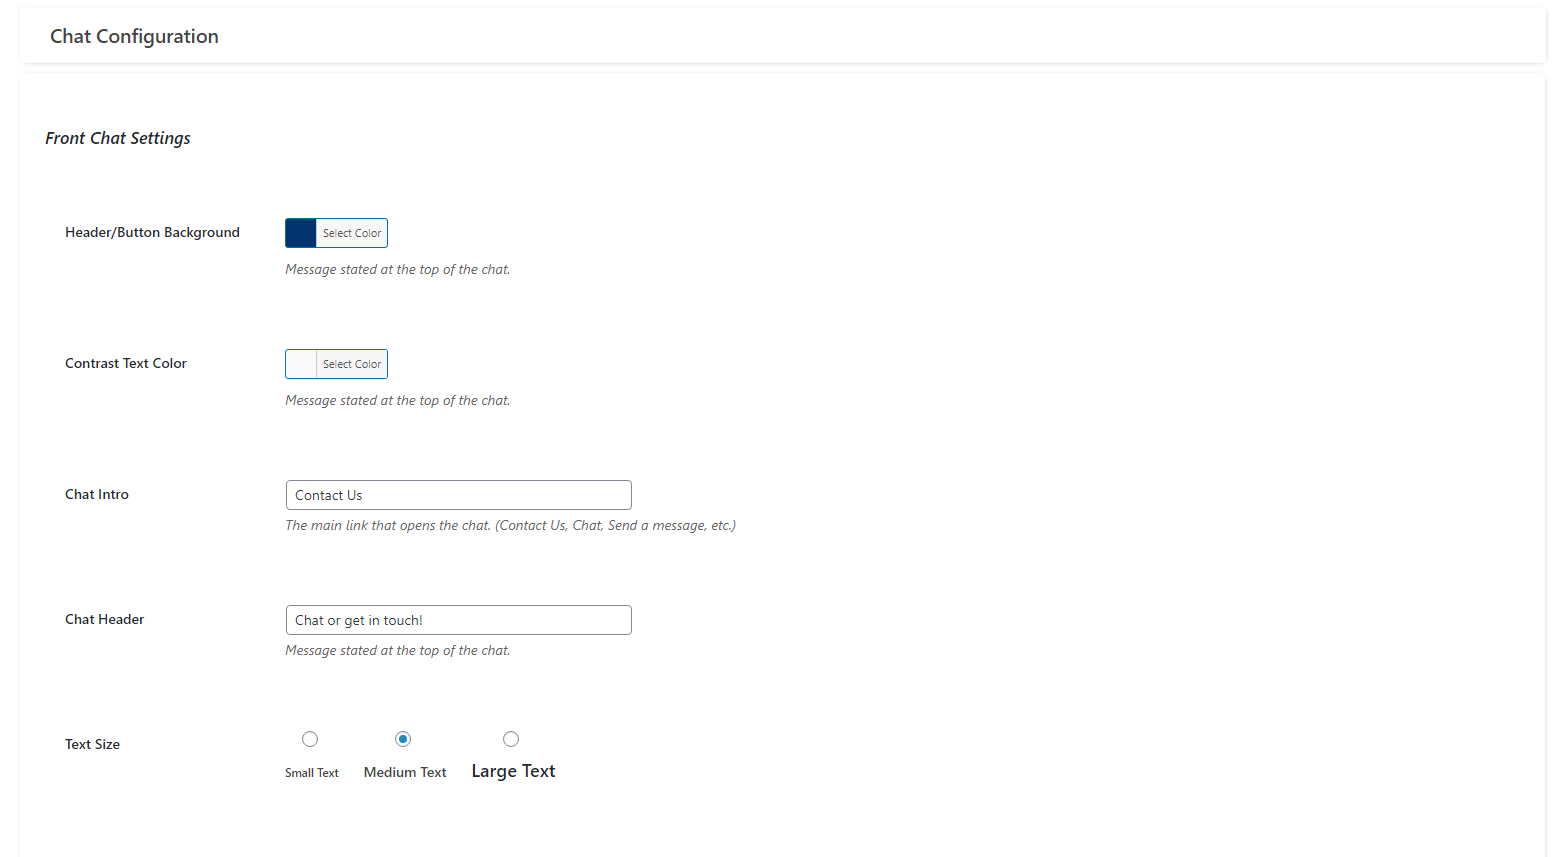 Chat Configuration
Front Chat Settings
Header/Button Background
Select Color
Message stated at the top of the chat.
Contrast Text Color
Select Color
Message stated at the top of the chat.
Chat Intro
Contact Us
The main link that opens the chat. (Contact Us, Chat, Send a message, etc.)
Chat Header
Chat or get in touch!
Message stated at the top of the chat.
Text Size
Small Text Medium Text Large Text